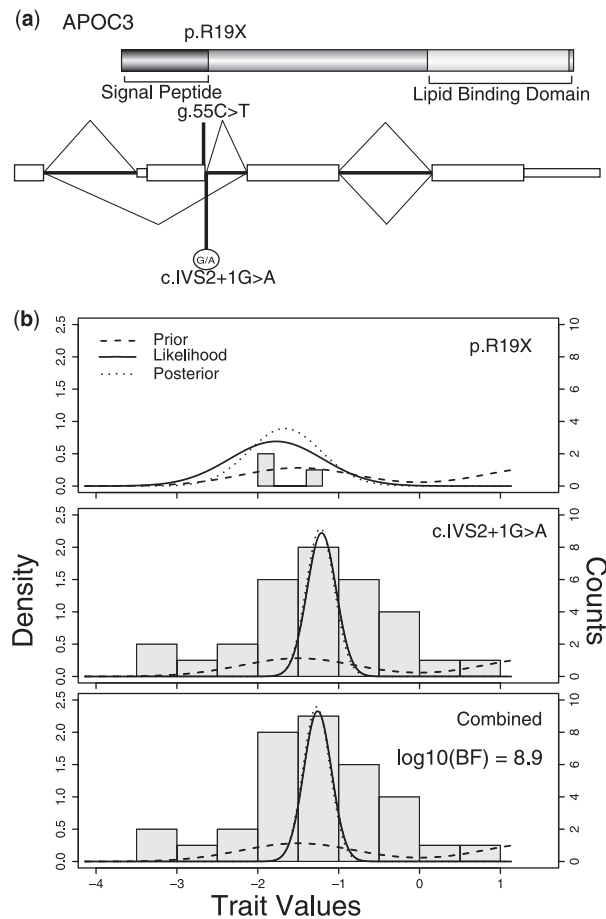 (a) APOC3
p.R19X
Signal Peptide
Lipid Binding Domain
g.55C>T
G/A
c.IVS2+1G>A
(b)
Prior
Likelihood
Posterior
p.R19X
2.5
2.0
1.5
1.0
0.5
0.0
10
8
6
4
2
0
c.IVS2+1G>A
2.5
2.0
1.5
1.0
0.5
0.0
10
8
6
4
2
0
Density
Counts
Combined
log10(BF) = 8.9
2.5
2.0
1.5
1.0
0.5
0.0
10
8
6
4
2
0
−4 −3 −2 −1 0 1
Trait Values